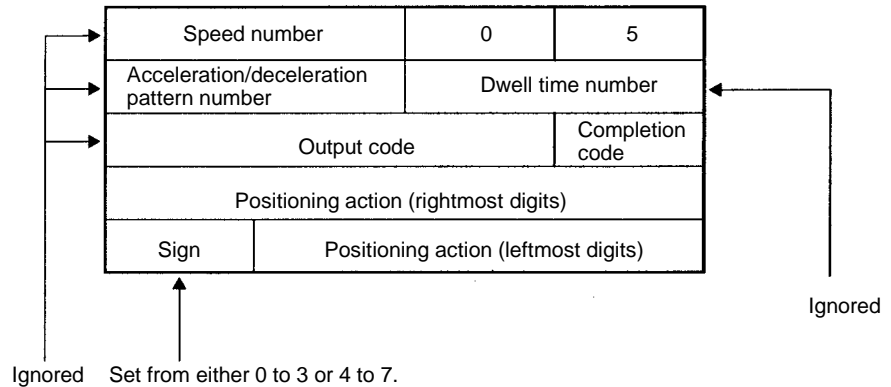 Speed number 0 5
Acceleration/deceleration
pattern number
Dwell time number
Output code
Completion
code
Positioning action (rightmost digits)
Sign Positioning action (leftmost digits)
Ignored
Ignored Set from either 0 to 3 or 4 to 7.